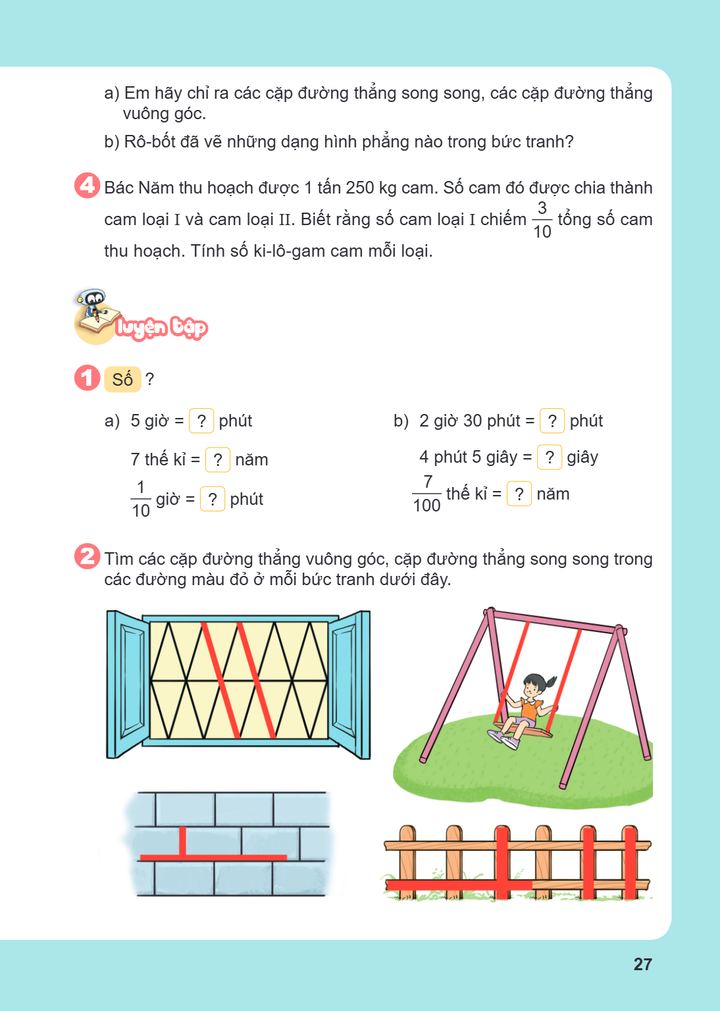 a) Em hãy chỉ ra các cặp đường thẳng song song, các cặp đường thẳng
vuông góc.
b) Rô-bốt đã vẽ những dạng hình phẳng nào trong bức tranh?
4 Bác Năm thu hoạch được 1 tấn 250 kg cam. Số cam đó được chia thành
cam loại I và cam loại II. Biết rằng số cam loại I chiếm 3/10 tổng số cam
thu hoạch. Tính số ki-lô-gam cam mỗi loại.
luyện tập
1 Số ?
a) 5 giờ = ? phút
7 thế kỉ = ? năm
1/10 giờ = ? phút
b) 2 giờ 30 phút = ? phút
4 phút 5 giây = ? giây
7/100 thế kỉ = ? năm
2 Tìm các cặp đường thẳng vuông góc, cặp đường thẳng song song trong
các đường màu đỏ ở mỗi bức tranh dưới đây.
27